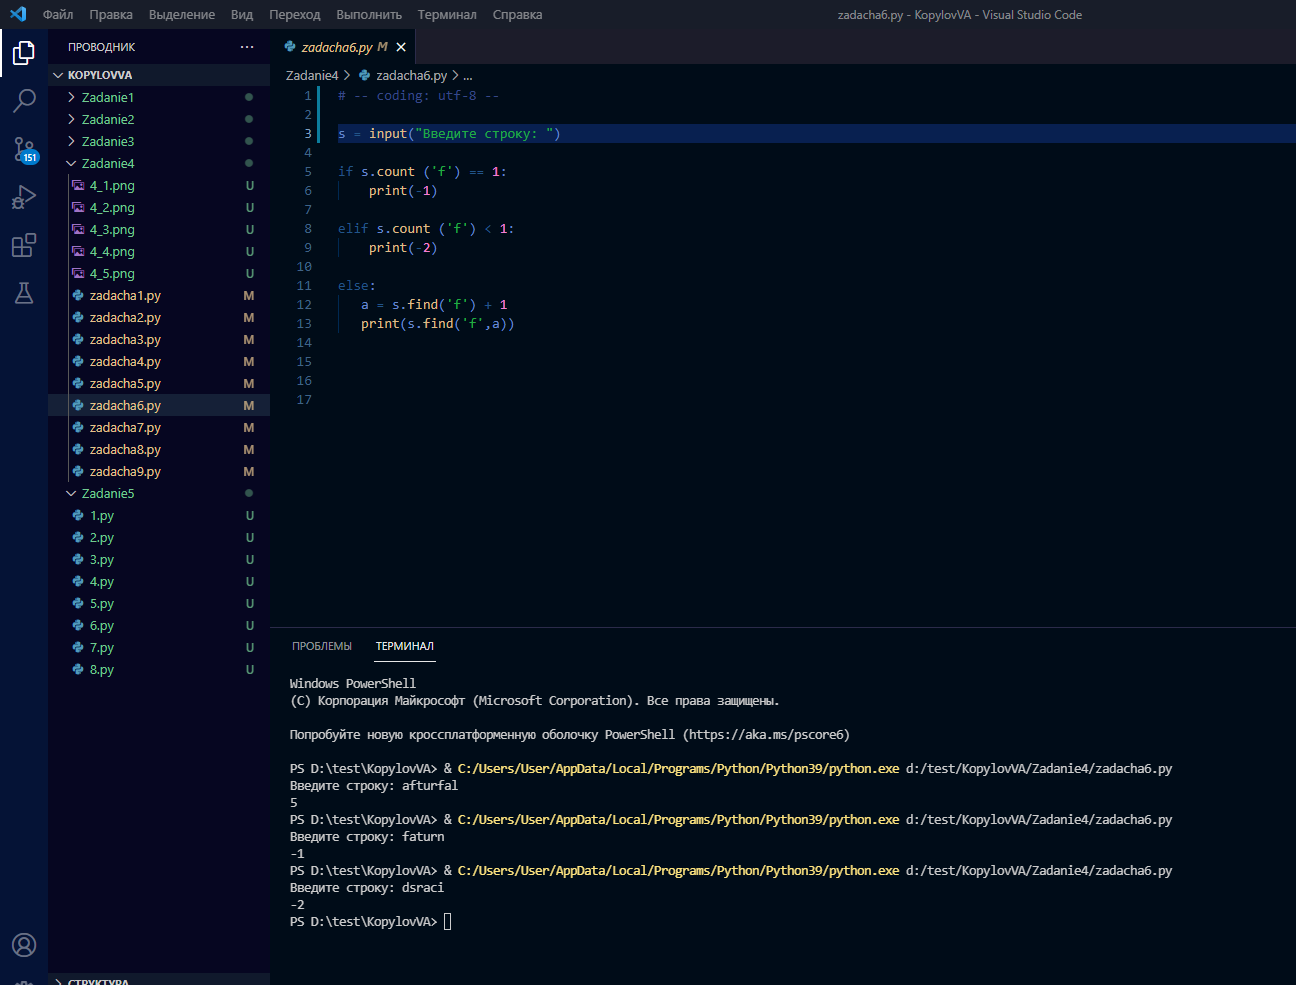 Файл Правка Выделение Вид Переход Выполнить Терминал Справка zadacha6.py - KopylovVA - Visual Studio Code
ПРОВОДНИК ...
KOPYLOVVA
Zadanie1
Zadanie2
Zadanie3
151
Zadanie4
4_1.png U
4_2.png U
4_3.png U
4_4.png U
4_5.png U
zadacha1.py M
zadacha2.py M
zadacha3.py M
zadacha4.py M
zadacha5.py M
zadacha6.py M
zadacha7.py M
zadacha8.py M
zadacha9.py M
Zadanie5
1.py U
2.py U
3.py U
4.py U
5.py U
6.py U
7.py U
8.py U
СТРУКТУРА
zadacha6.py M
Zadanie4 > zadacha6.py > ...
1 # -- coding: utf-8 --
2
3 s = input("Введите строку: ")
4
5 if s.count ('f') == 1:
6 print(-1)
7
8 elif s.count ('f') < 1:
9 print(-2)
10
11 else:
12 a = s.find('f') + 1
13 print(s.find('f',a))
14
15
16
17
ПРОБЛЕМЫ ТЕРМИНАЛ
Windows PowerShell
(C) Корпорация Майкрософт (Microsoft Corporation). Все права защищены.
Попробуйте новую кроссплатформенную оболочку PowerShell (https://aka.ms/pscore6)
PS D:\test\KopylovVA> & C:/Users/User/AppData/Local/Programs/Python/Python39/python.exe d:/test/KopylovVA/Zadanie4/zadacha6.py
Введите строку: afturfal
5
PS D:\test\KopylovVA> & C:/Users/User/AppData/Local/Programs/Python/Python39/python.exe d:/test/KopylovVA/Zadanie4/zadacha6.py
Введите строку: faturn
-1
PS D:\test\KopylovVA> & C:/Users/User/AppData/Local/Programs/Python/Python39/python.exe d:/test/KopylovVA/Zadanie4/zadacha6.py
Введите строку: dsraci
-2
PS D:\test\KopylovVA>